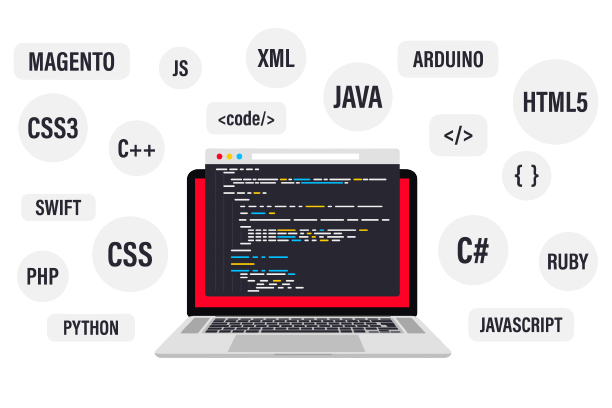 MAGENTO
JS
XML
ARDUINO
JAVA
HTML5
CSS3
C++
<code/>
</>
{ }
SWIFT
CSS
C#
PHP
RUBY
PYTHON
JAVASCRIPT